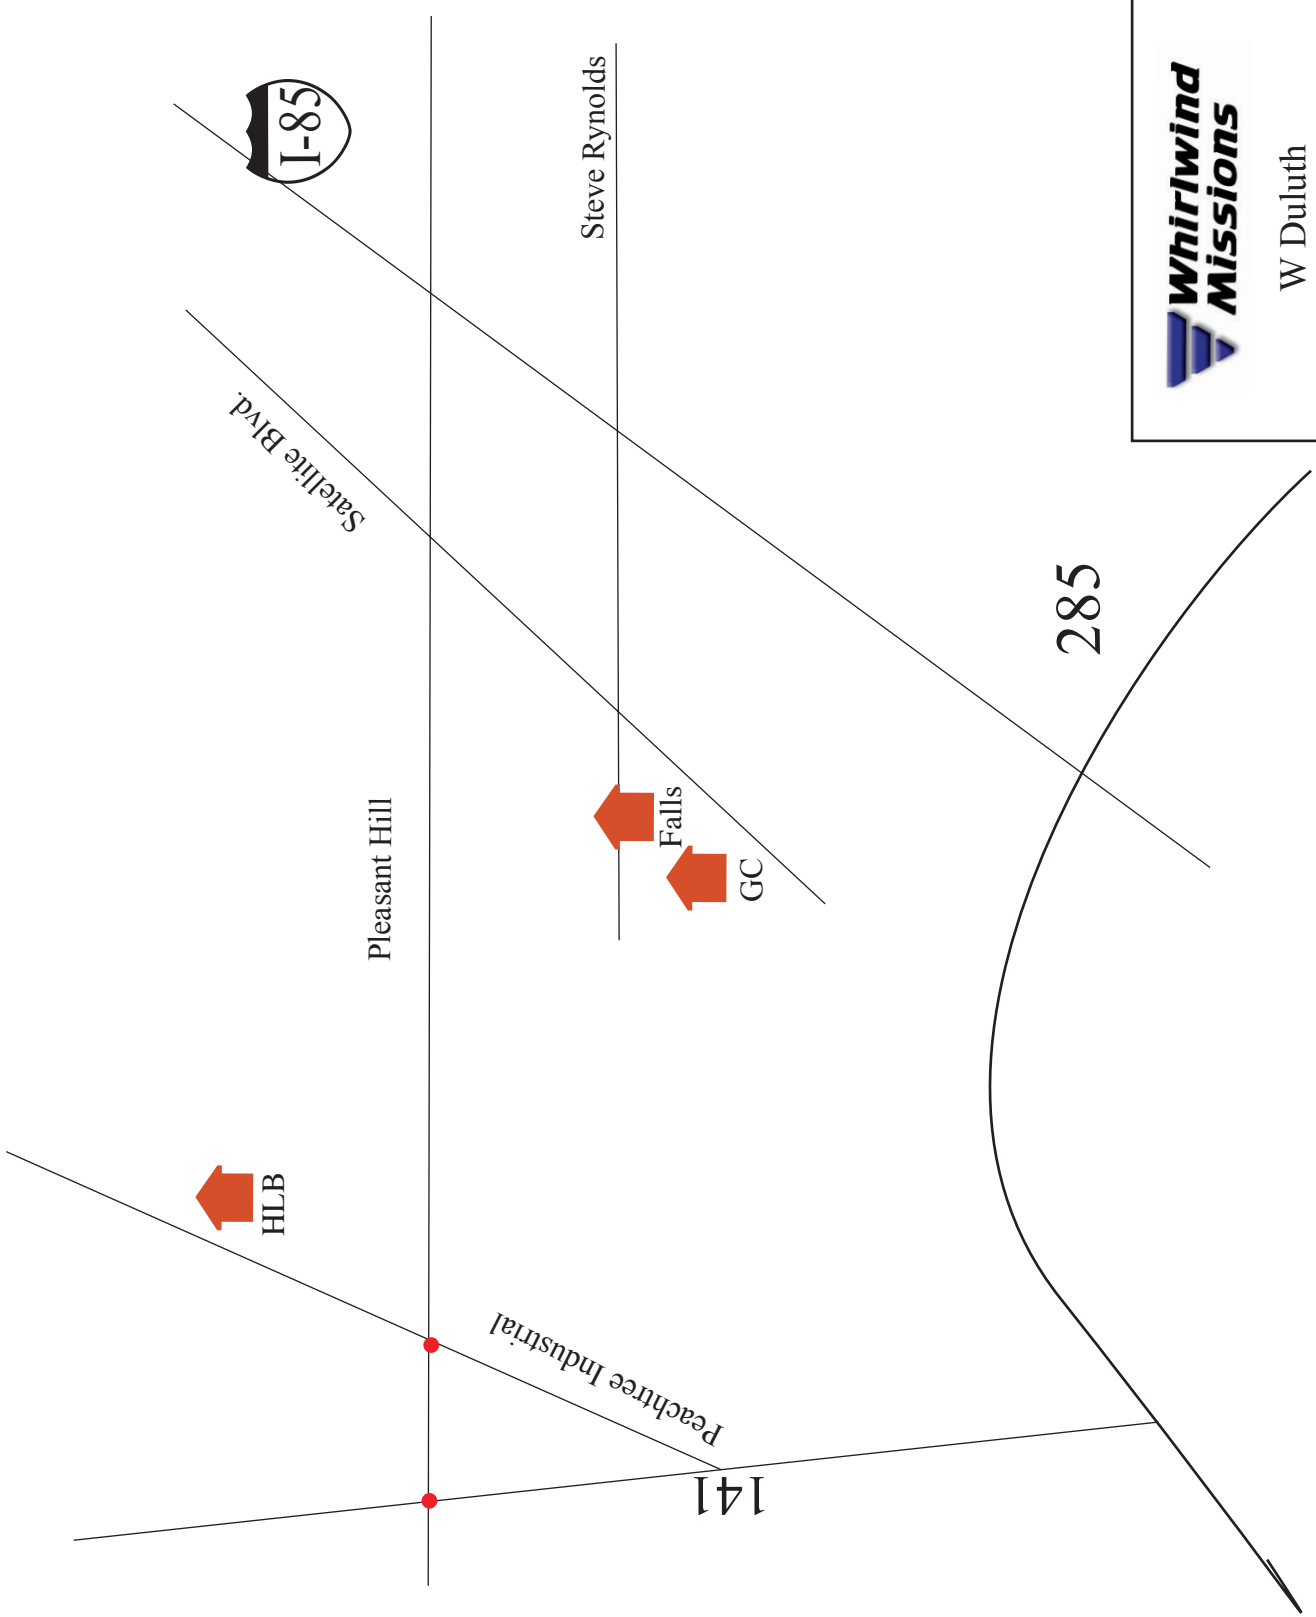 I-85
Steve Rynolds
Satellite Blvd.
Pleasant Hill
Falls
GC
HLB
Peachtree Industrial
141
285
Whirlwind
Missions
W Duluth